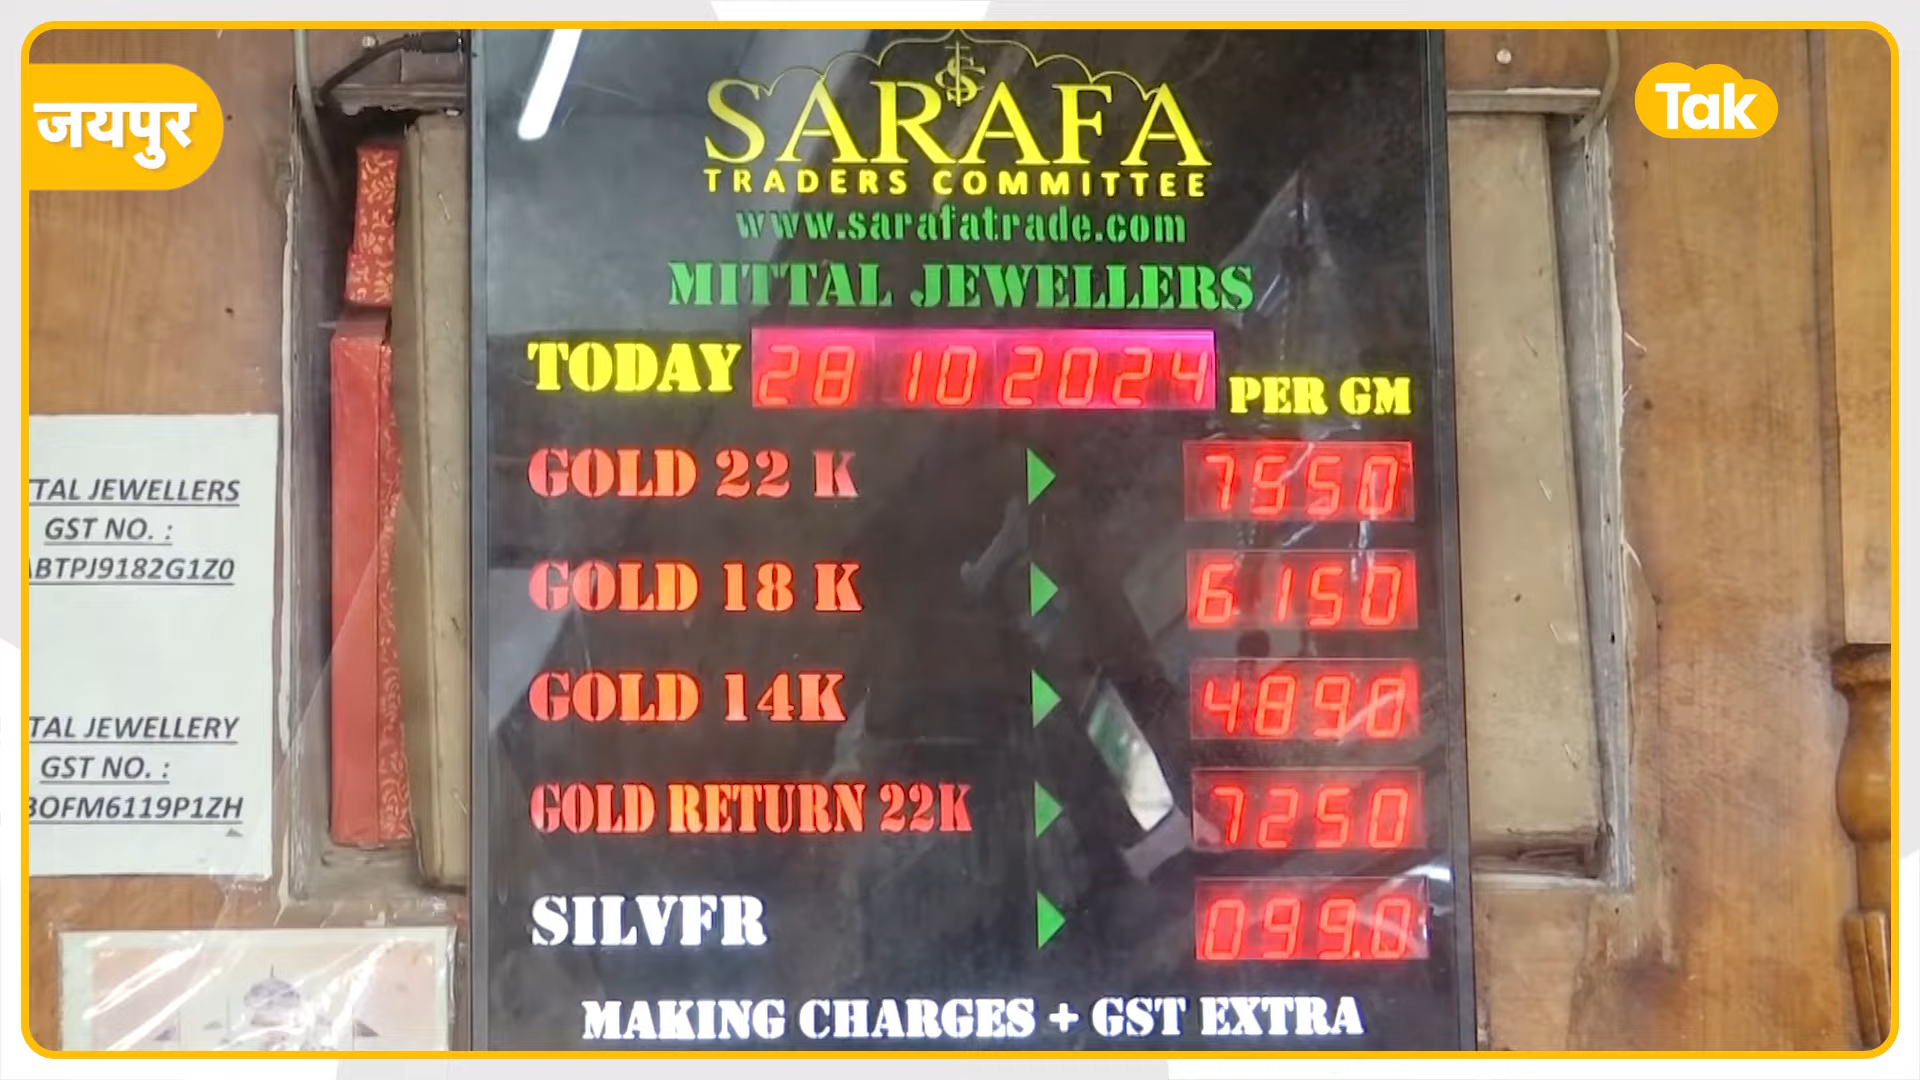 जयपुर
Tak
SARAFA
TRADERS COMMITTEE
www.sarafatrade.com
MITTAL JEWELLERS
TODAY 28 10 2024 PER GM
GOLD 22 K 7550
GOLD 18 K 6150
GOLD 14K 4890
GOLD RETURN 22K 7250
SILVER 099.0
MAKING CHARGES + GST EXTRA
TAL JEWELLERS
GST NO. :
ABTPJ9182G1Z0
TAL JEWELLERY
GST NO. :
BOFM6119P1ZH